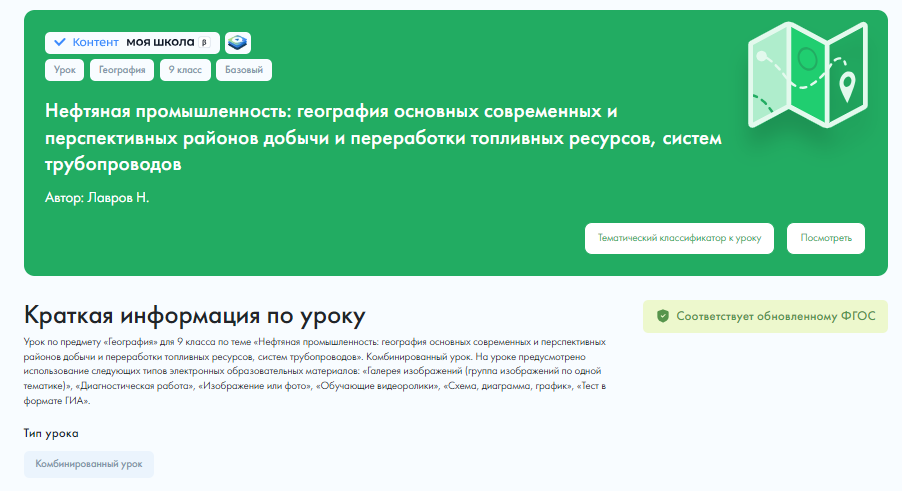 Контент моя школа β
Урок География 9 класс Базовый
Нефтяная промышленность: география основных современных и
перспективных районов добычи и переработки топливных ресурсов, систем
трубопроводов
Автор: Лавров Н.
Тематический классификатор к уроку Посмотреть
Краткая информация по уроку
Соответствует обновленному ФГОС
Урок по предмету «География» для 9 класса по теме «Нефтяная промышленность: география основных современных и перспективных
районов добычи и переработки топливных ресурсов, систем трубопроводов». Комбинированный урок. На уроке предусмотрено
использование следующих типов электронных образовательных материалов: «Галерея изображений (группа изображений по одной
тематике)», «Диагностическая работа», «Изображение или фото», «Обучающие видеоролики», «Схема, диаграмма, график», «Тест в
формате ГИА».
Тип урока
Комбинированный урок